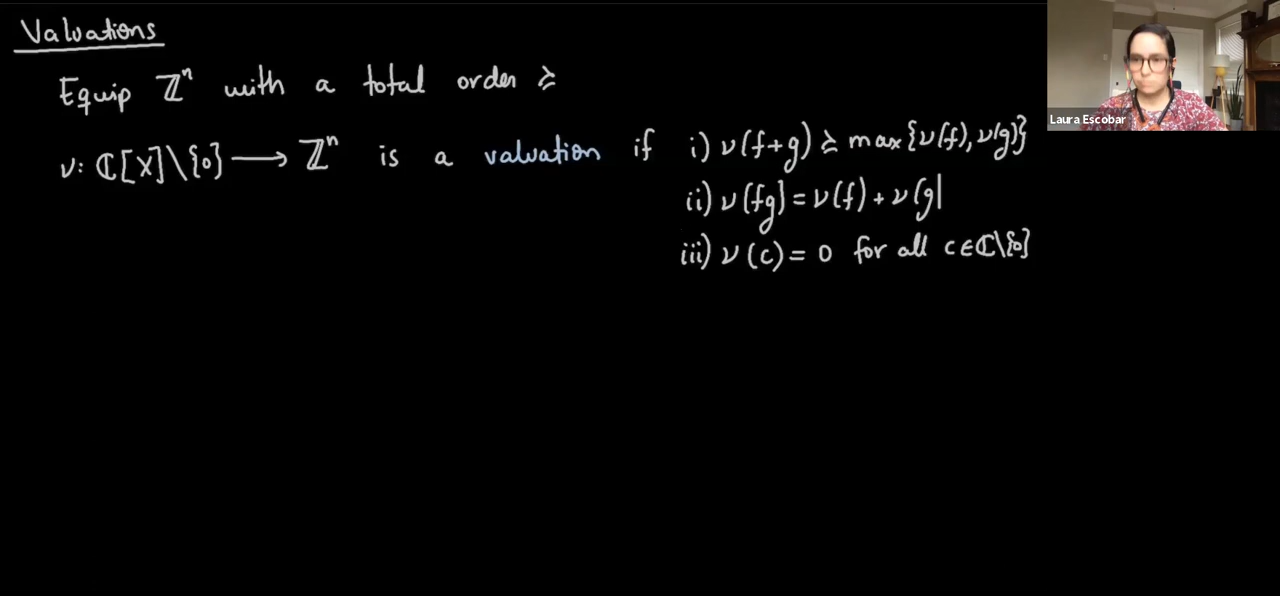 Valuations
Equip ℤⁿ with a total order ≽
ν: ℂ[X]\{0} ⟶ ℤⁿ is a valuation if i) ν(f+g) ≽ max{ν(f), ν(g)}
ii) ν(fg) = ν(f) + ν(g)
iii) ν(c) = 0 for all c∈ℂ\{0}
Laura Escobar